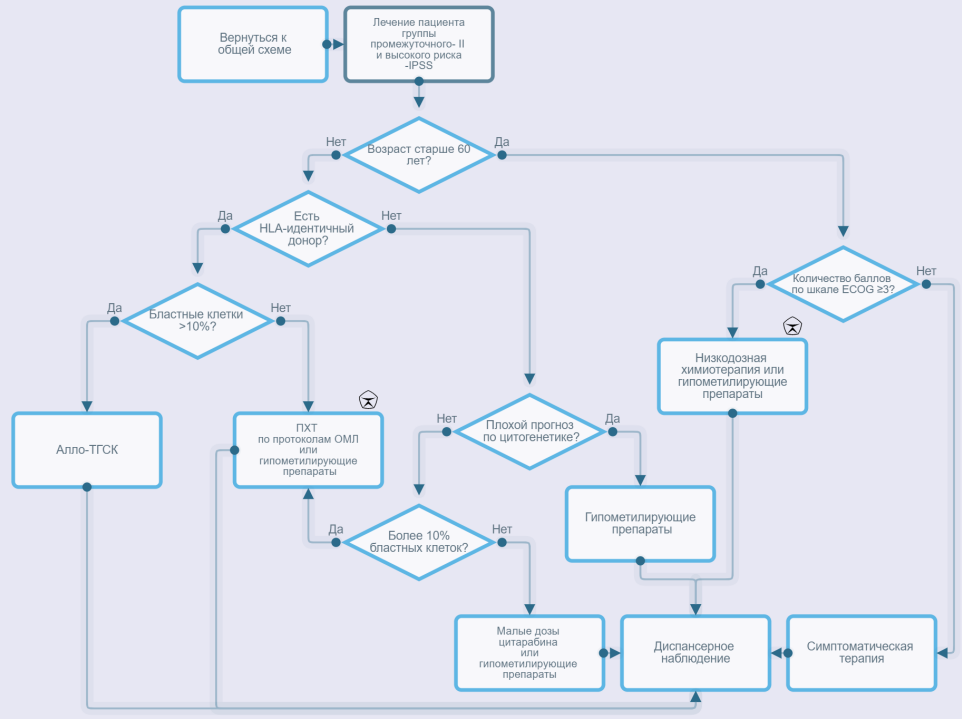 Вернуться к
общей схеме
Лечение пациента
группы
промежуточного- II
и высокого риска
-IPSS
Возраст старше 60
лет?
Нет
Да
Есть
HLA-идентичный
донор?
Да
Нет
Количество баллов
по шкале ECOG ≥3?
Да
Нет
Бластные клетки
>10%?
Да
Нет
Низкодозная
химиотерапия или
гипометилирующие
препараты
Алло-ТГСК
ПХТ
по протоколам ОМЛ
или
гипометилирующие
препараты
Плохой прогноз
по цитогенетике?
Нет
Да
Гипометилирующие
препараты
Более 10%
бластных клеток?
Да
Нет
Малые дозы
цитарабина
или
гипометилирующие
препараты
Диспансерное
наблюдение
Симптоматическая
терапия